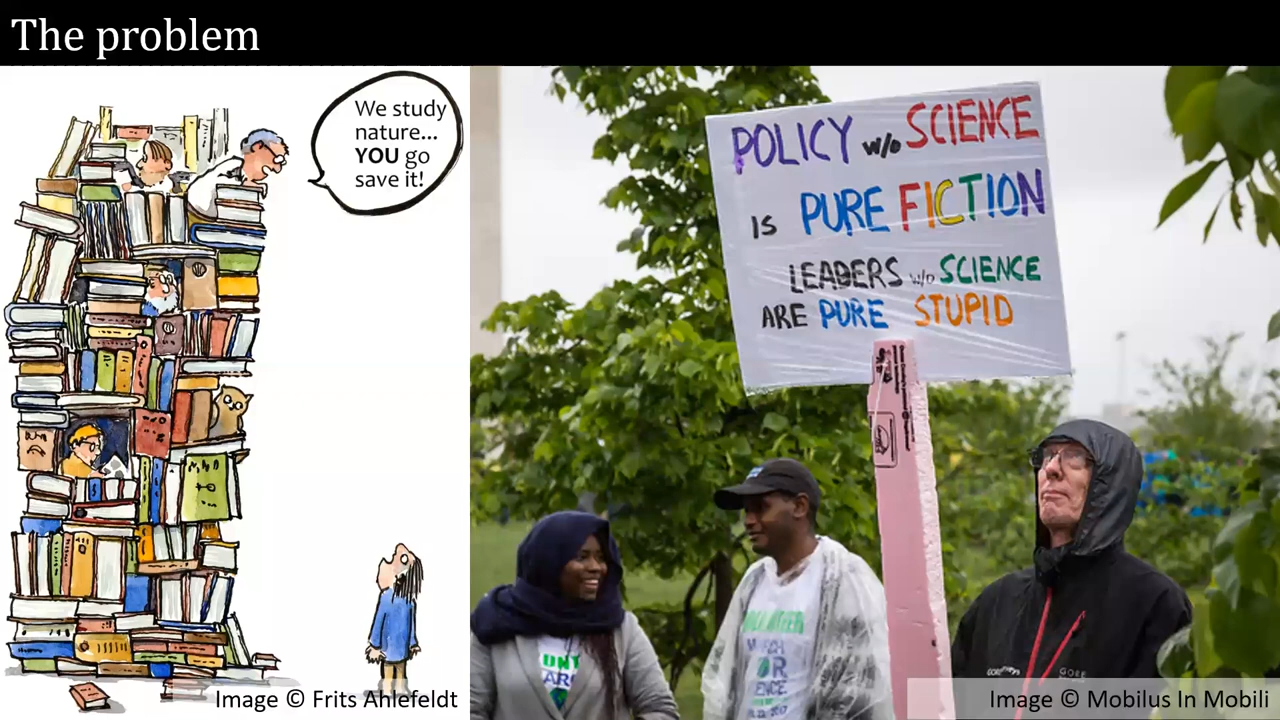 The problem
We study
nature...
YOU go
save it!
POLICY w/o SCIENCE
IS PURE FICTION
LEADERS w/o SCIENCE
ARE PURE STUPID
VOLUNTEER
Image © Frits Ahlefeldt
Image © Mobilus In Mobili